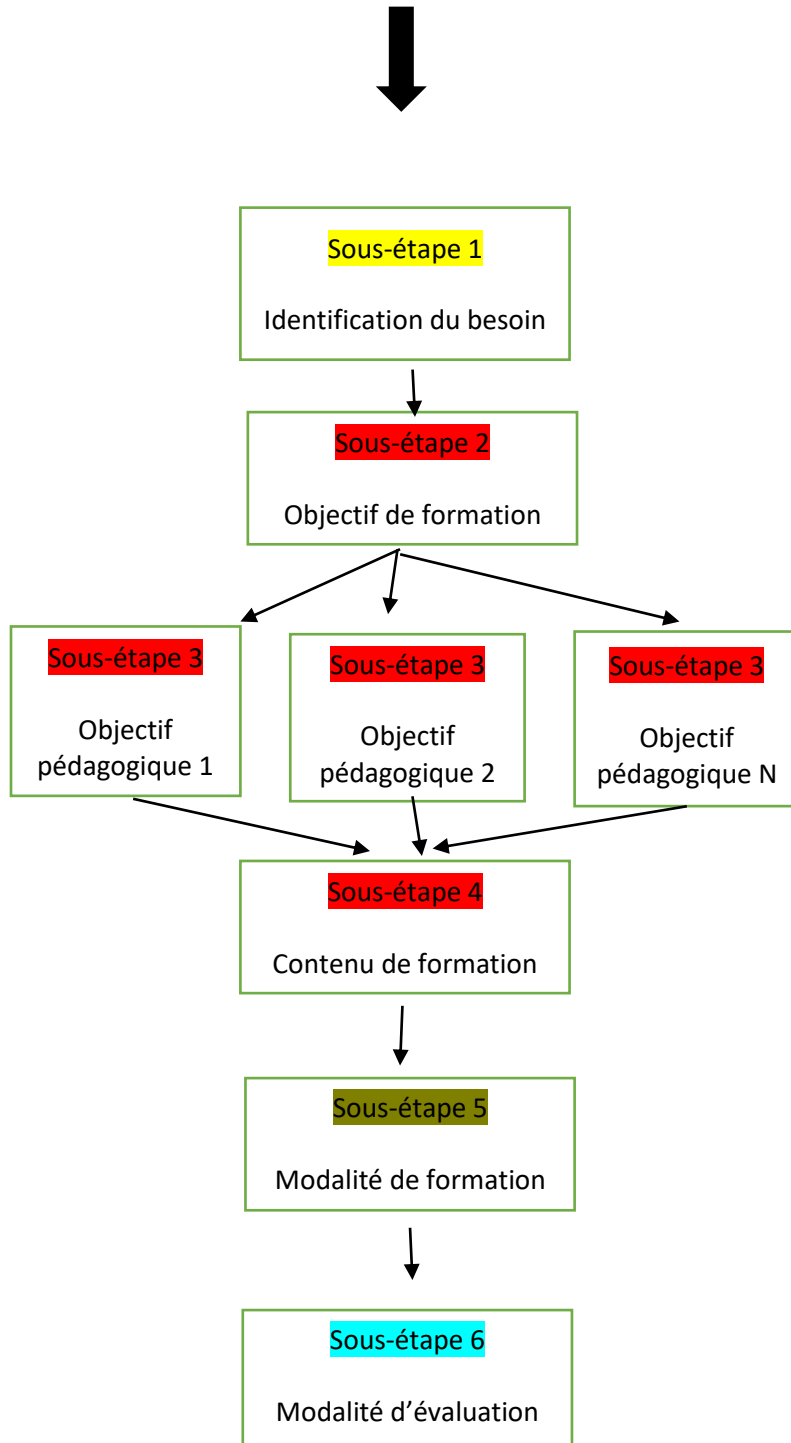 Sous-étape 1
Identification du besoin
Sous-étape 2
Objectif de formation
Sous-étape 3
Objectif
pédagogique 1
Sous-étape 3
Objectif
pédagogique 2
Sous-étape 3
Objectif
pédagogique N
Sous-étape 4
Contenu de formation
Sous-étape 5
Modalité de formation
Sous-étape 6
Modalité d’évaluation